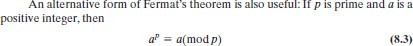 An alternative form of Fermat's theorem is also useful: If p is prime and a is a
positive integer, then
aᵖ = a(mod p) (8.3)